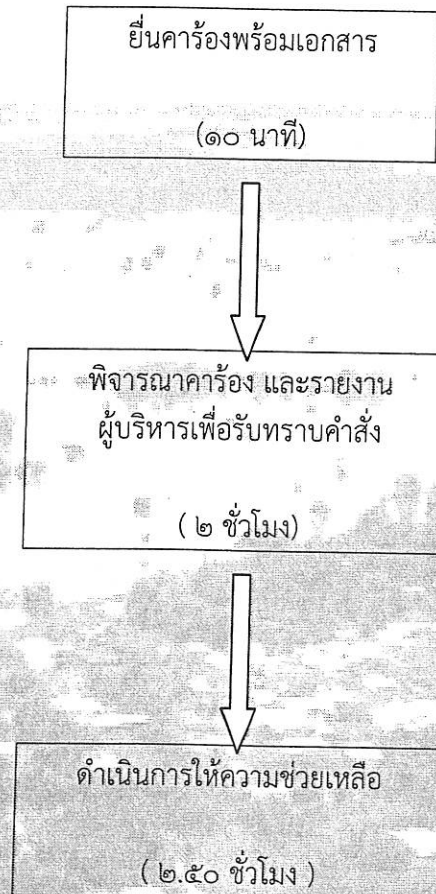 ยื่นคาร้องพร้อมเอกสาร
(๑๐ นาที)
พิจารณาคาร้อง และรายงาน
ผู้บริหารเพื่อรับทราบคำสั่ง
( ๒ ชั่วโมง)
ดำเนินการให้ความช่วยเหลือ
( ๒.๕๐ ชั่วโมง )